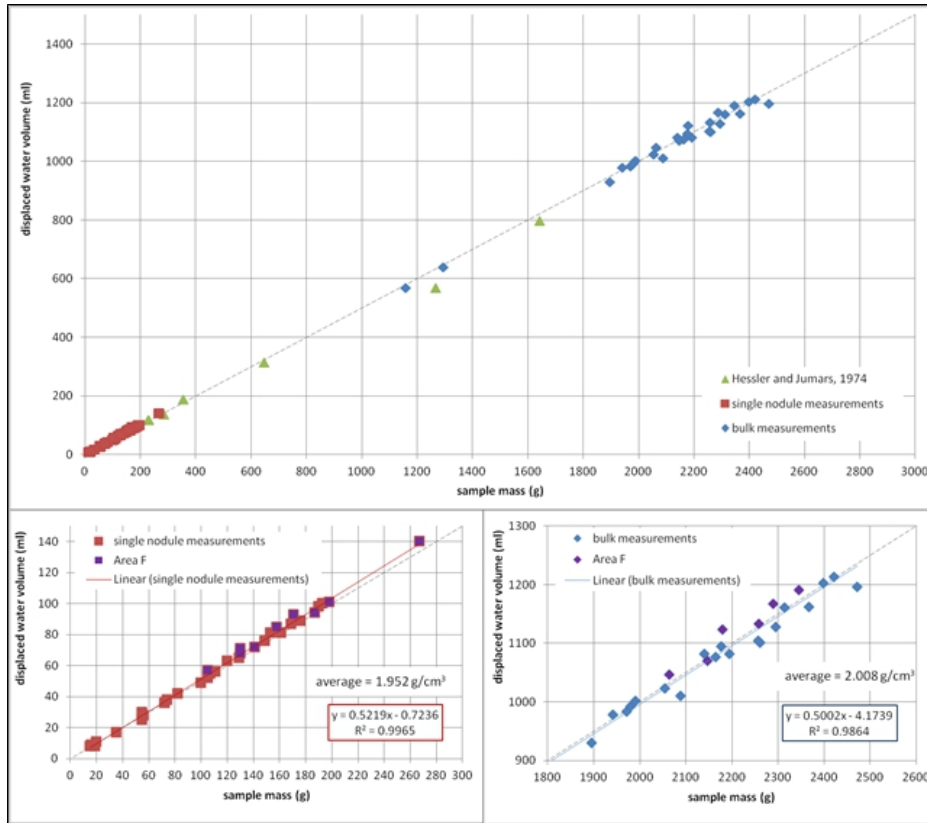 1400
1200
1000
800
600
400
200
0
displaced water volume (ml)
0 200 400 600 800 1000 1200 1400 1600 1800 2000 2200 2400 2600 2800 3000
sample mass (g)
Hessler and Jumars, 1974
single nodule measurements
bulk measurements
140
120
100
80
60
40
20
0
displaced water volume (ml)
single nodule measurements
Area F
Linear (single nodule measurements)
average = 1.952 g/cm³
y = 0.5219x - 0.7236
R² = 0.9965
0 20 40 60 80 100 120 140 160 180 200 220 240 260 280 300
sample mass (g)
1300
1200
1100
1000
900
displaced water volume (ml)
bulk measurements
Area F
Linear (bulk measurements)
average = 2.008 g/cm³
y = 0.5002x - 4.1739
R² = 0.9864
1800 1900 2000 2100 2200 2300 2400 2500 2600
sample mass (g)